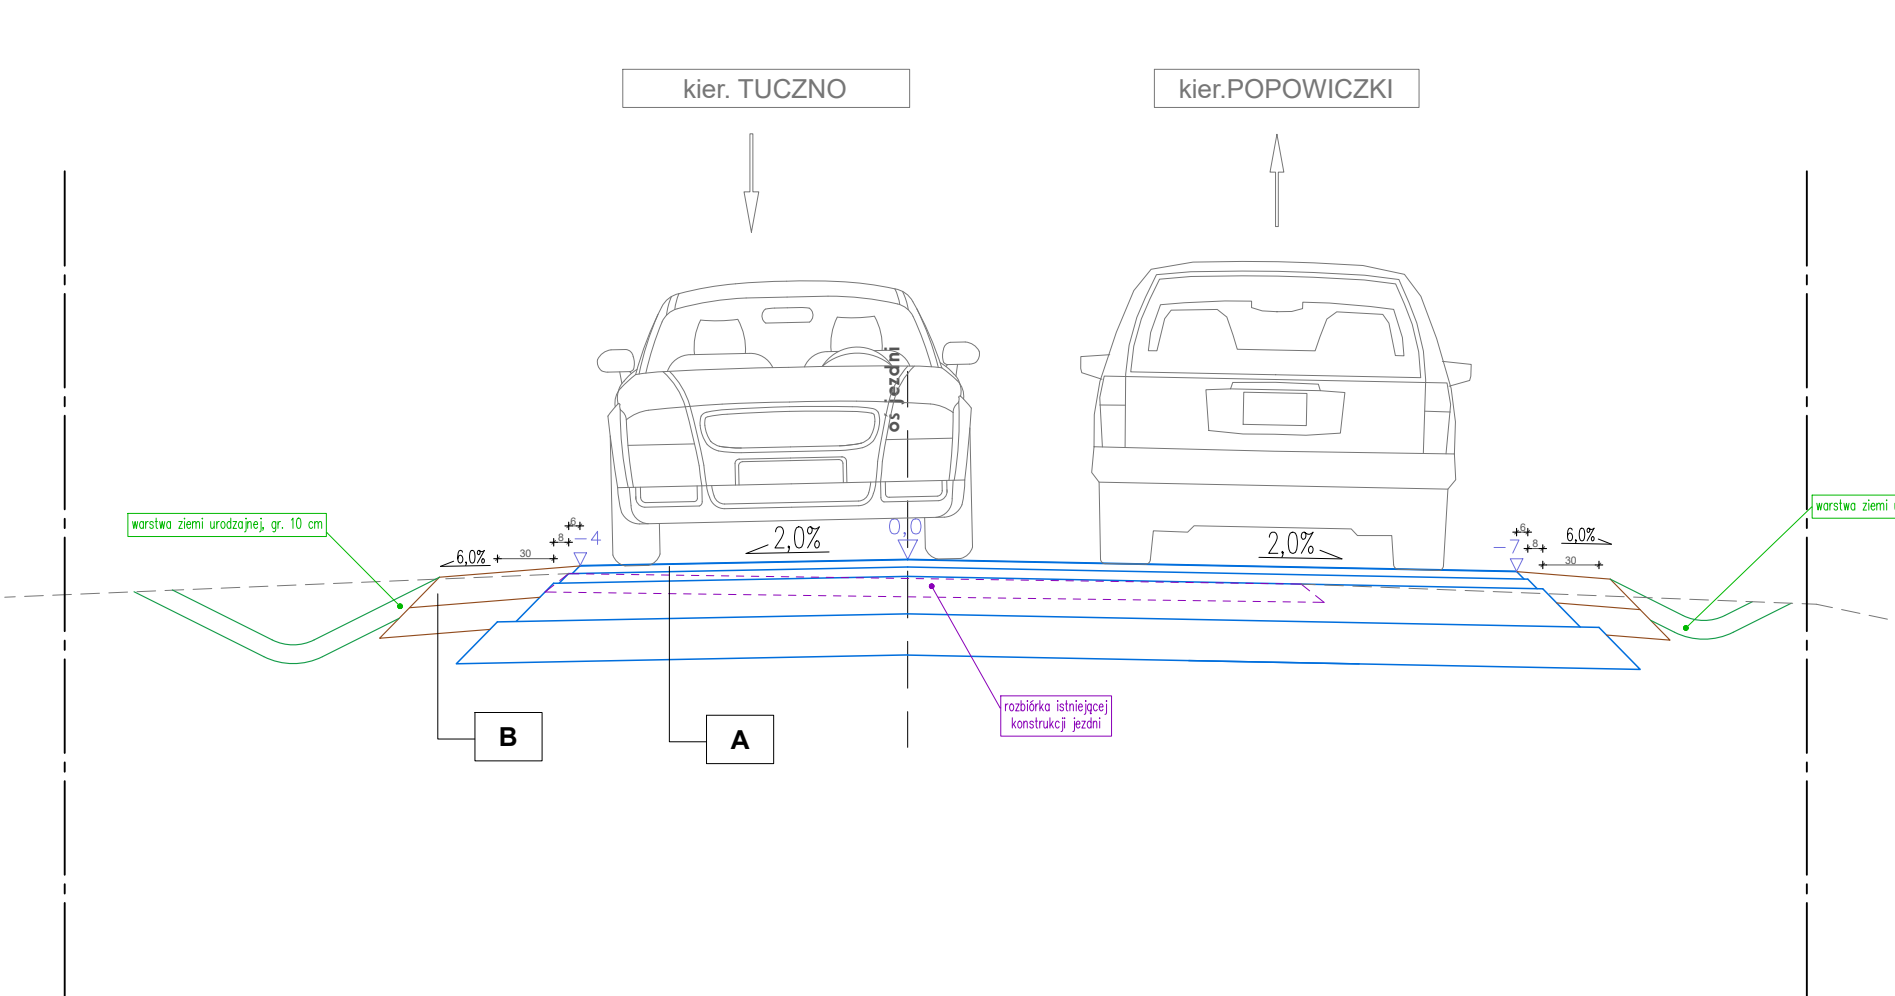 kier. TUCZNO
kier.POPOWICZKI
oś jezdni
warstwa ziemi urodzajnej, gr. 10 cm
warstwa ziemi
6
8
-4
30
6,0%
2,0%
0,0
2,0%
-7
6
8
30
6,0%
rozbiórka istniejącej
konstrukcji jezdni
B
A